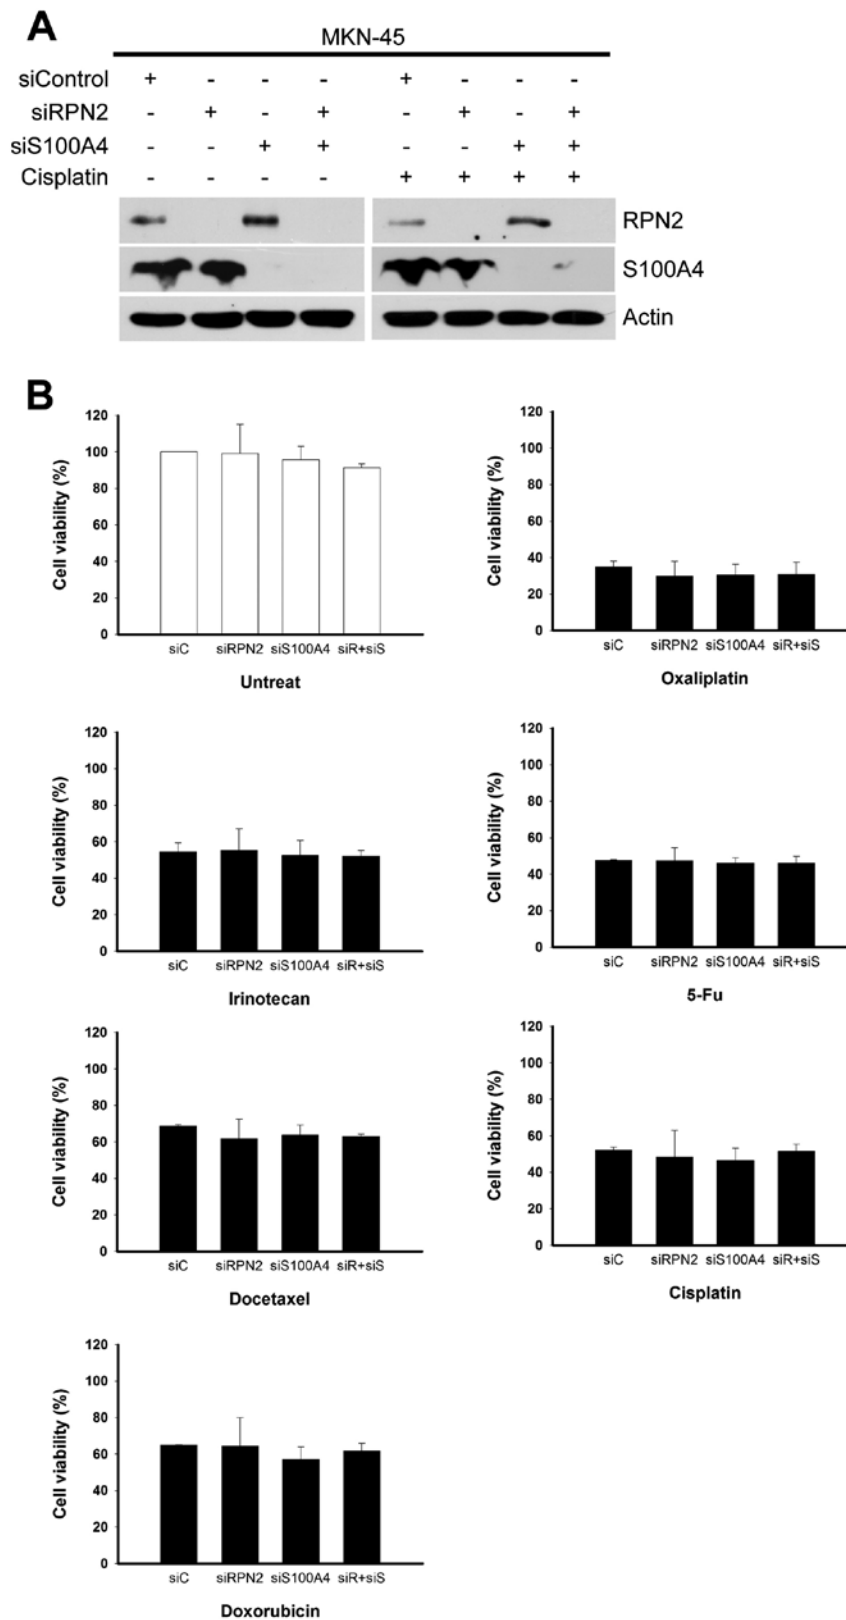 A
MKN-45
siControl + - - - + - - -
siRPN2 - + - + - + - +
siS100A4 - - + + - - + +
Cisplatin - - - - + + + +
RPN2
S100A4
Actin
B
Cell viability (%)
120
100
80
60
40
20
0
siC siRPN2 siS100A4 siR+siS
Untreat
Cell viability (%)
120
100
80
60
40
20
0
siC siRPN2 siS100A4 siR+siS
Oxaliplatin
Cell viability (%)
120
100
80
60
40
20
0
siC siRPN2 siS100A4 siR+siS
Irinotecan
Cell viability (%)
120
100
80
60
40
20
0
siC siRPN2 siS100A4 siR+siS
5-Fu
Cell viability (%)
120
100
80
60
40
20
0
siC siRPN2 siS100A4 siR+siS
Docetaxel
Cell viability (%)
120
100
80
60
40
20
0
siC siRPN2 siS100A4 siR+siS
Cisplatin
Cell viability (%)
120
100
80
60
40
20
0
siC siRPN2 siS100A4 siR+siS
Doxorubicin